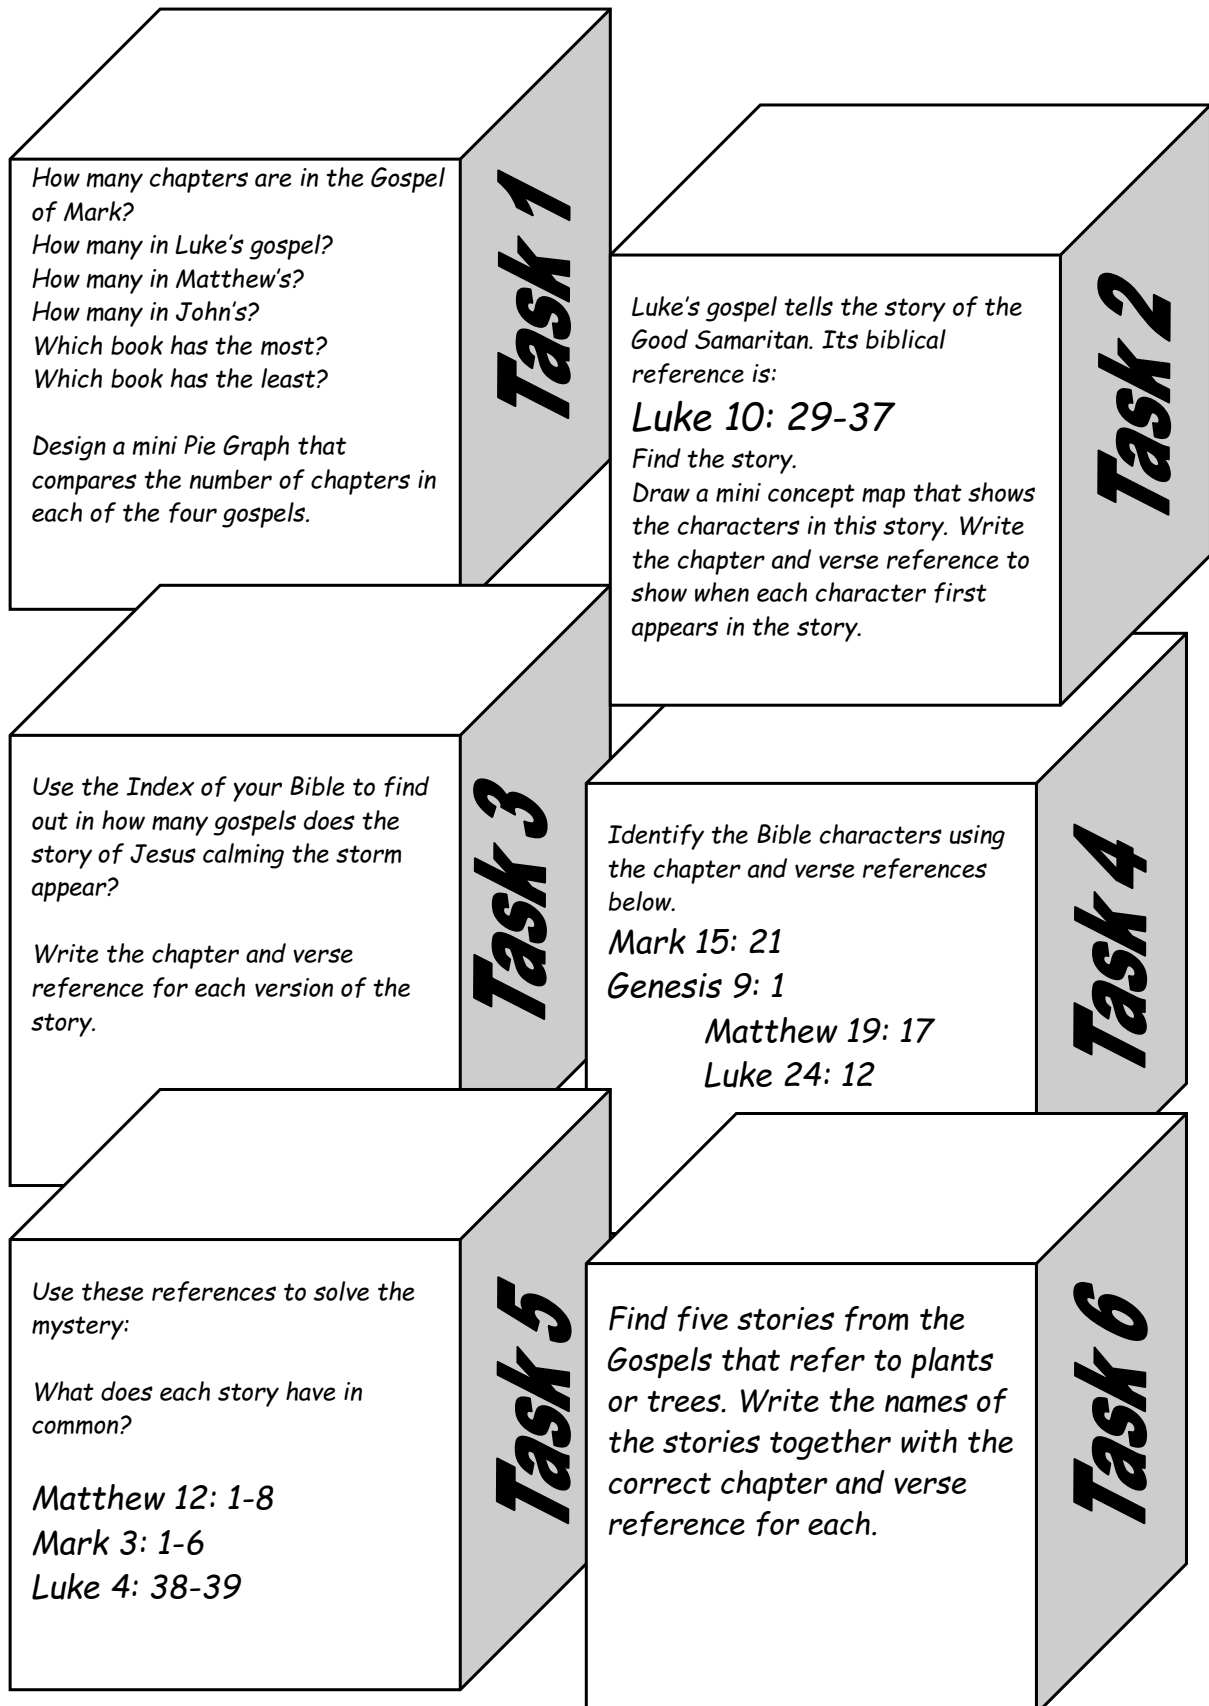 How many chapters are in the Gospel
of Mark?
How many in Luke's gospel?
How many in Matthew's?
How many in John's?
Which book has the most?
Which book has the least?
Design a mini Pie Graph that
compares the number of chapters in
each of the four gospels.
Task 1
Luke's gospel tells the story of the
Good Samaritan. Its biblical
reference is:
Luke 10: 29-37
Find the story.
Draw a mini concept map that shows
the characters in this story. Write
the chapter and verse reference to
show when each character first
appears in the story.
Task 2
Use the Index of your Bible to find
out in how many gospels does the
story of Jesus calming the storm
appear?
Write the chapter and verse
reference for each version of the
story.
Task 3
Identify the Bible characters using
the chapter and verse references
below.
Mark 15: 21
Genesis 9: 1
Matthew 19: 17
Luke 24: 12
Task 4
Use these references to solve the
mystery:
What does each story have in
common?
Matthew 12: 1-8
Mark 3: 1-6
Luke 4: 38-39
Task 5
Find five stories from the
Gospels that refer to plants
or trees. Write the names of
the stories together with the
correct chapter and verse
reference for each.
Task 6